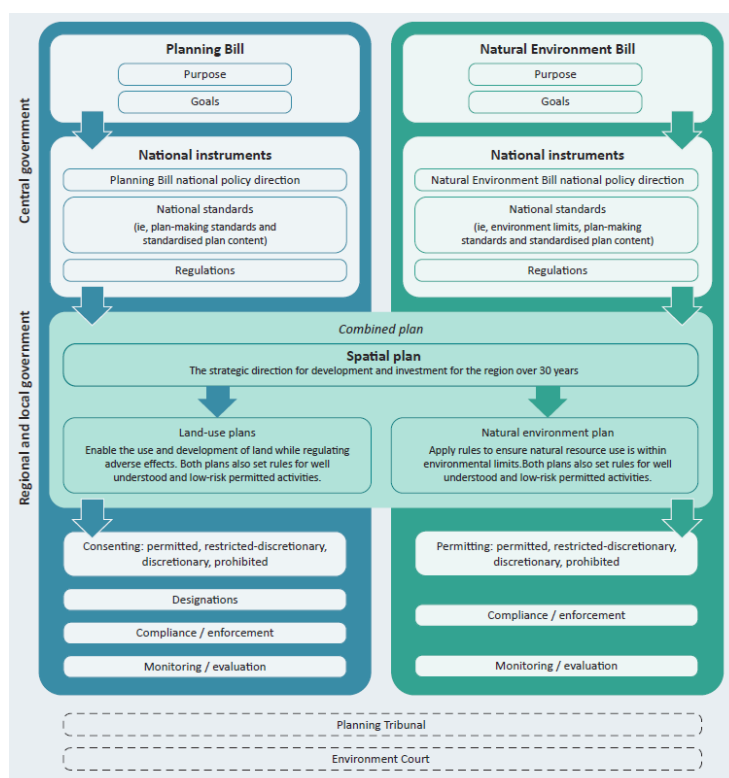 Central government
Planning Bill
Purpose
Goals
National instruments
Planning Bill national policy direction
National standards
(ie, plan-making standards and
standardised plan content)
Regulations
Natural Environment Bill
Purpose
Goals
National instruments
Natural Environment Bill national policy direction
National standards
(ie, environment limits, plan-making
standards and standardised plan content)
Regulations
Regional and local government
Combined plan
Spatial plan
The strategic direction for development and investment for the region over 30 years
Land-use plans
Enable the use and development of land while regulating
adverse effects. Both plans also set rules for well
understood and low-risk permitted activities.
Natural environment plan
Apply rules to ensure natural resource use is within
environmental limits.Both plans also set rules for well
understood and low-risk permitted activities.
Consenting: permitted, restricted-discretionary,
discretionary, prohibited
Designations
Compliance / enforcement
Monitoring / evaluation
Permitting: permitted, restricted-discretionary,
discretionary, prohibited
Compliance / enforcement
Monitoring / evaluation
Planning Tribunal
Environment Court